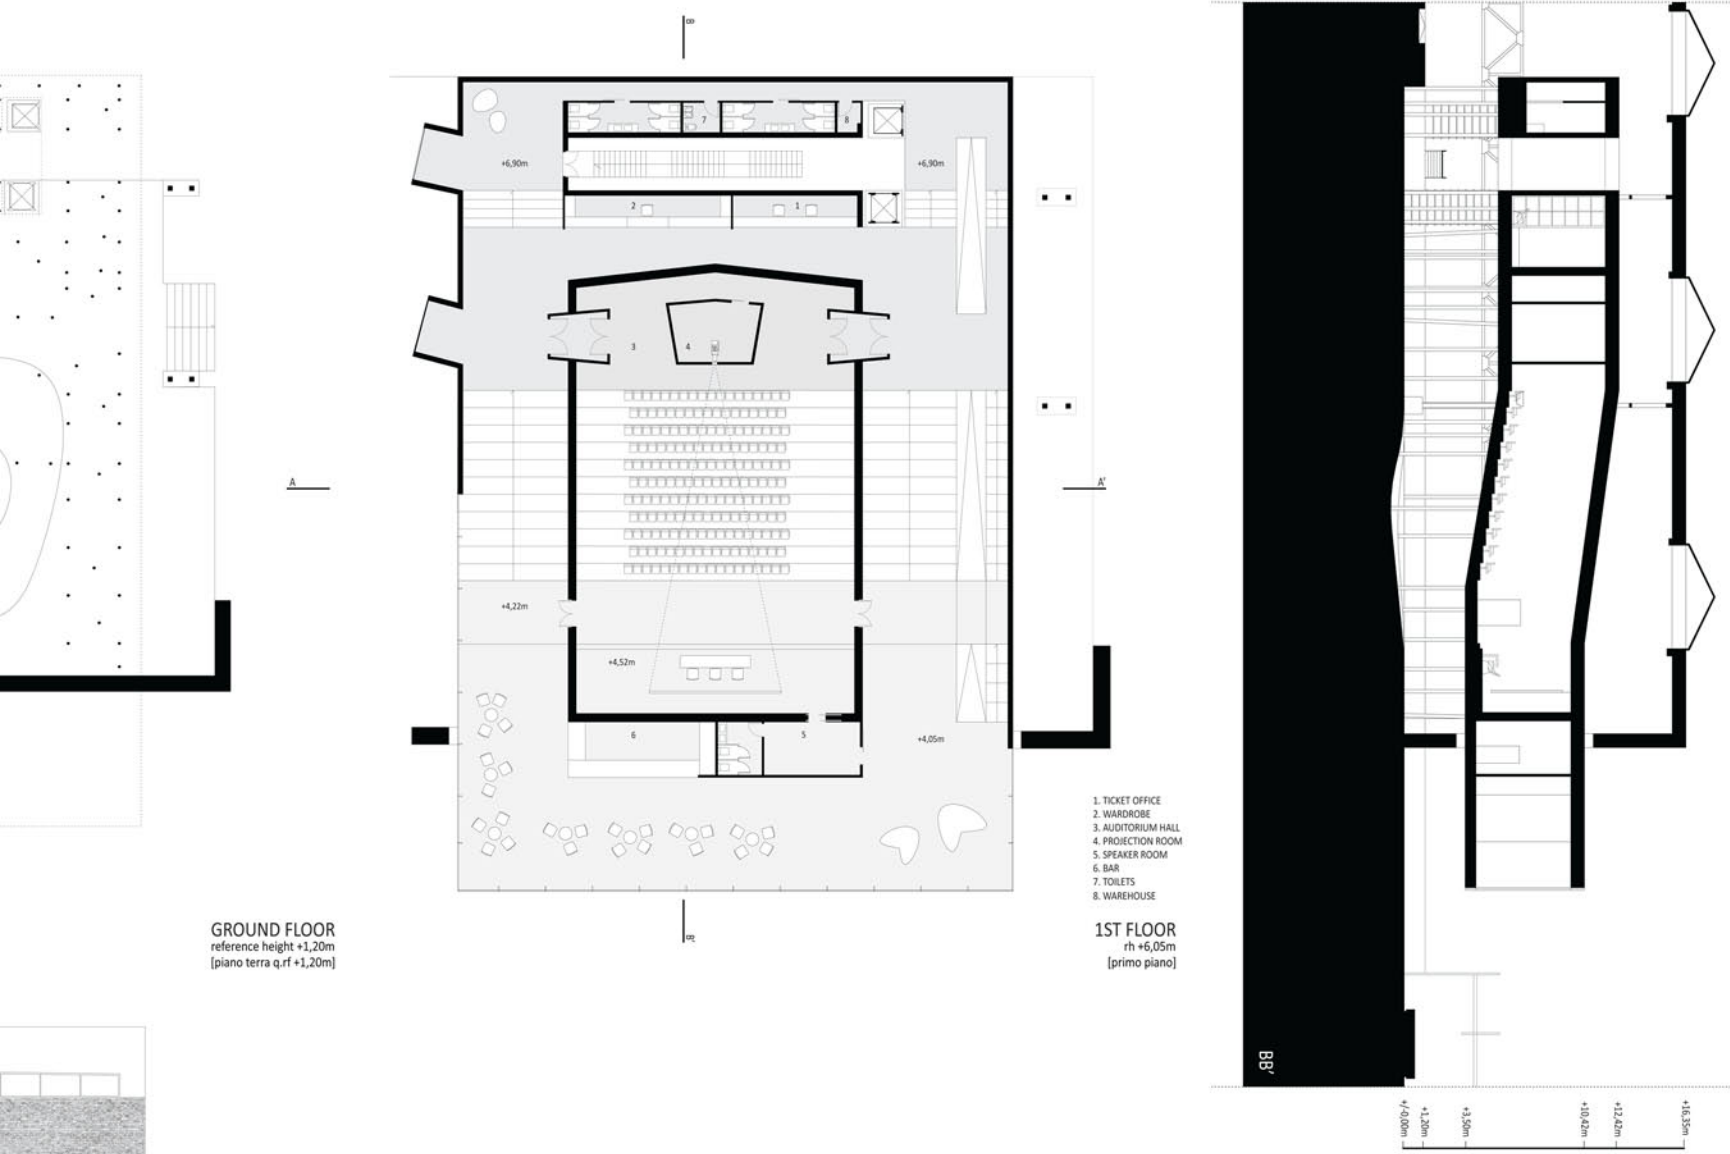 B
7
8
+6,90m
+6,90m
2
1
3
4
A
A'
+4,22m
+4,52m
6
5
+4,05m
1. TICKET OFFICE
2. WARDROBE
3. AUDITORIUM HALL
4. PROJECTION ROOM
5. SPEAKER ROOM
6. BAR
7. TOILETS
8. WAREHOUSE
B'
GROUND FLOOR
reference height +1,20m
[piano terra q.rf +1,20m]
1ST FLOOR
rh +6,05m
[primo piano]
BB'
+/-0,00m
+1,20m
+3,50m
+10,42m
+12,42m
+16,35m